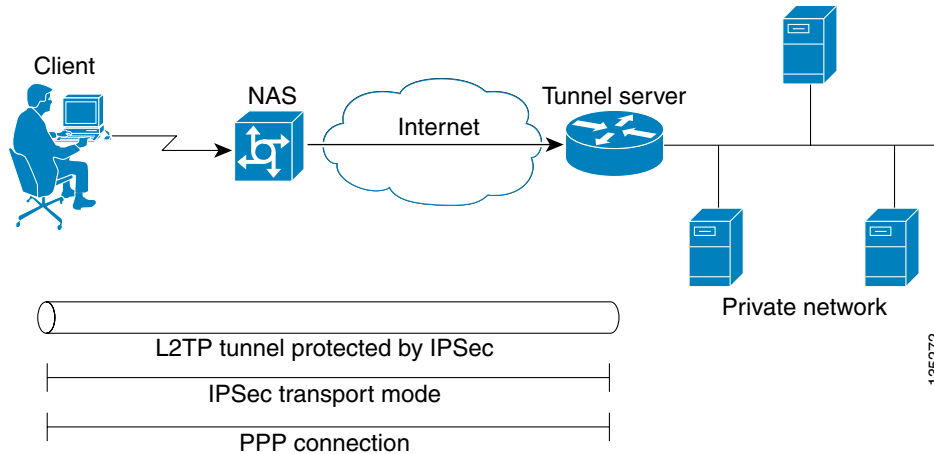 Client
NAS
Internet
Tunnel server
Private network
L2TP tunnel protected by IPSec
IPSec transport mode
PPP connection